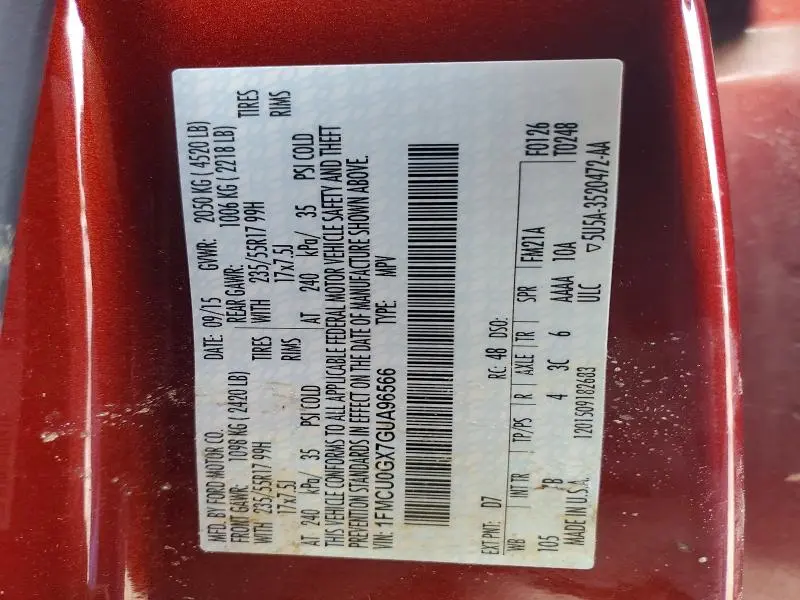 MFD. BY FORD MOTOR CO.
DATE: 09/15 GVWR: 2050 KG ( 4520 LB)
FRONT GAWR: 1098 KG ( 2420 LB) REAR GAWR: 1006 KG ( 2218 LB)
WITH 235/55R17 99H TIRES WITH 235/55R17 99H TIRES
17x7.5J RIMS 17x7.5J RIMS
AT 240 kPa/ 35 PSI COLD AT 240 kPa/ 35 PSI COLD
THIS VEHICLE CONFORMS TO ALL APPLICABLE FEDERAL MOTOR VEHICLE SAFETY AND THEFT
PREVENTION STANDARDS IN EFFECT ON THE DATE OF MANUFACTURE SHOWN ABOVE.
VIN: 1FMCU0GX7GUA96566 TYPE: MPV
EXT PNT: D7 RC: 48 DSO: F0126
WB INT TR TP/PS R AXLE TR SPR FM21A T0248
105 B 4 3C 6 AAAA 10A
MADE IN U.S.A. 1201509182683 ULC ▽5U5A-3520472-AA